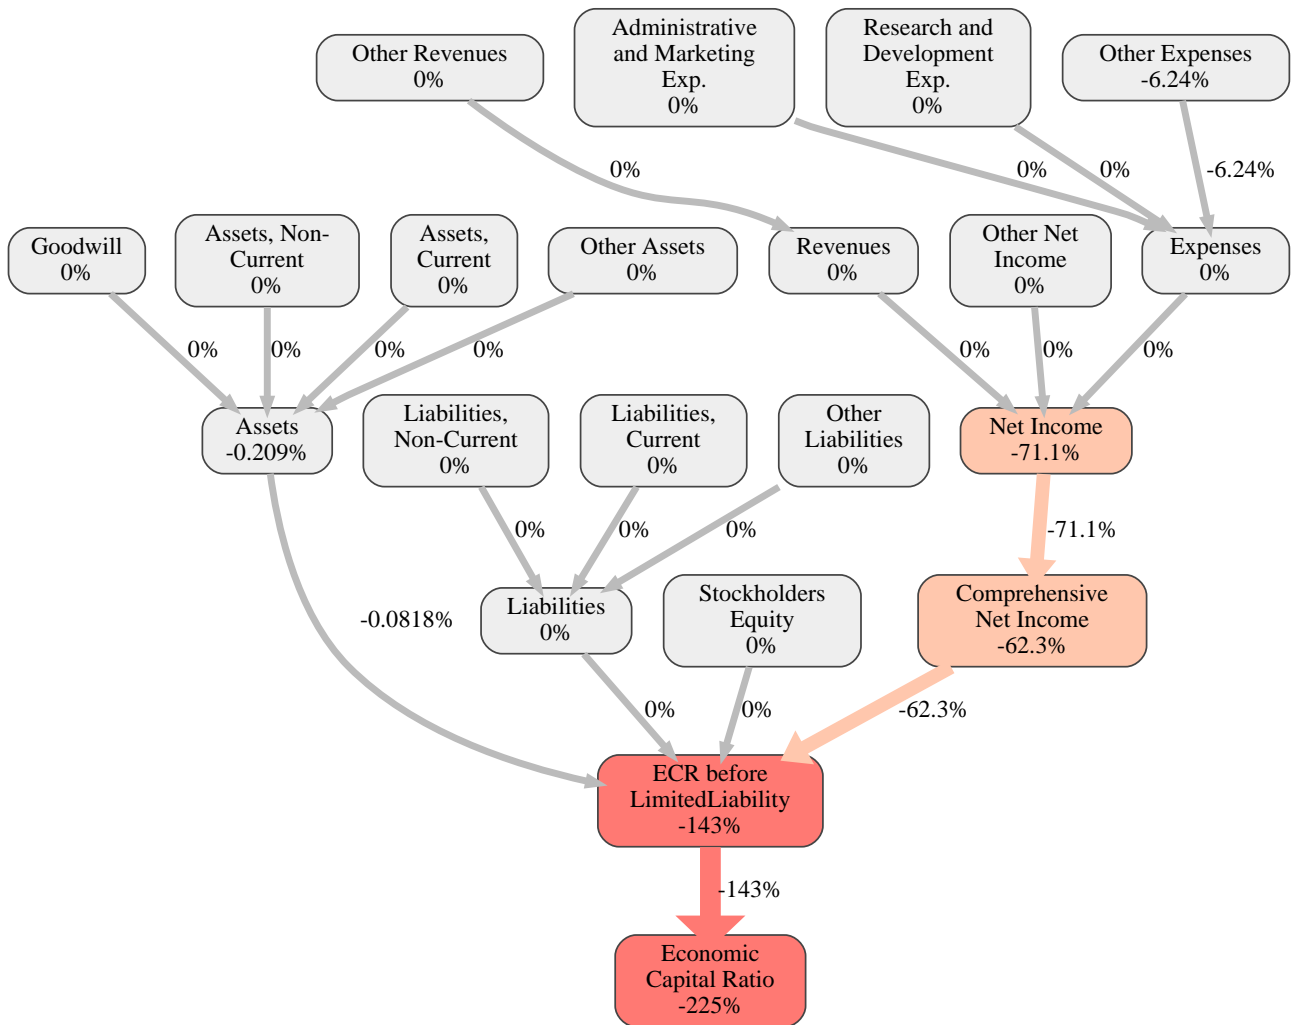 Other Revenues
0%
Administrative
and Marketing
Exp.
0%
Research and
Development
Exp.
0%
Other Expenses
-6.24%
0%
0%
0%
-6.24%
Goodwill
0%
Assets, Non-
Current
0%
Assets,
Current
0%
Other Assets
0%
Revenues
0%
Other Net
Income
0%
Expenses
0%
0%
0%
0%
0%
0%
0%
0%
Assets
-0.209%
Liabilities,
Non-Current
0%
Liabilities,
Current
0%
Other
Liabilities
0%
Net Income
-71.1%
0%
0%
0%
-71.1%
-0.0818%
Liabilities
0%
Stockholders
Equity
0%
Comprehensive
Net Income
-62.3%
0%
0%
-62.3%
ECR before
LimitedLiability
-143%
-143%
Economic
Capital Ratio
-225%